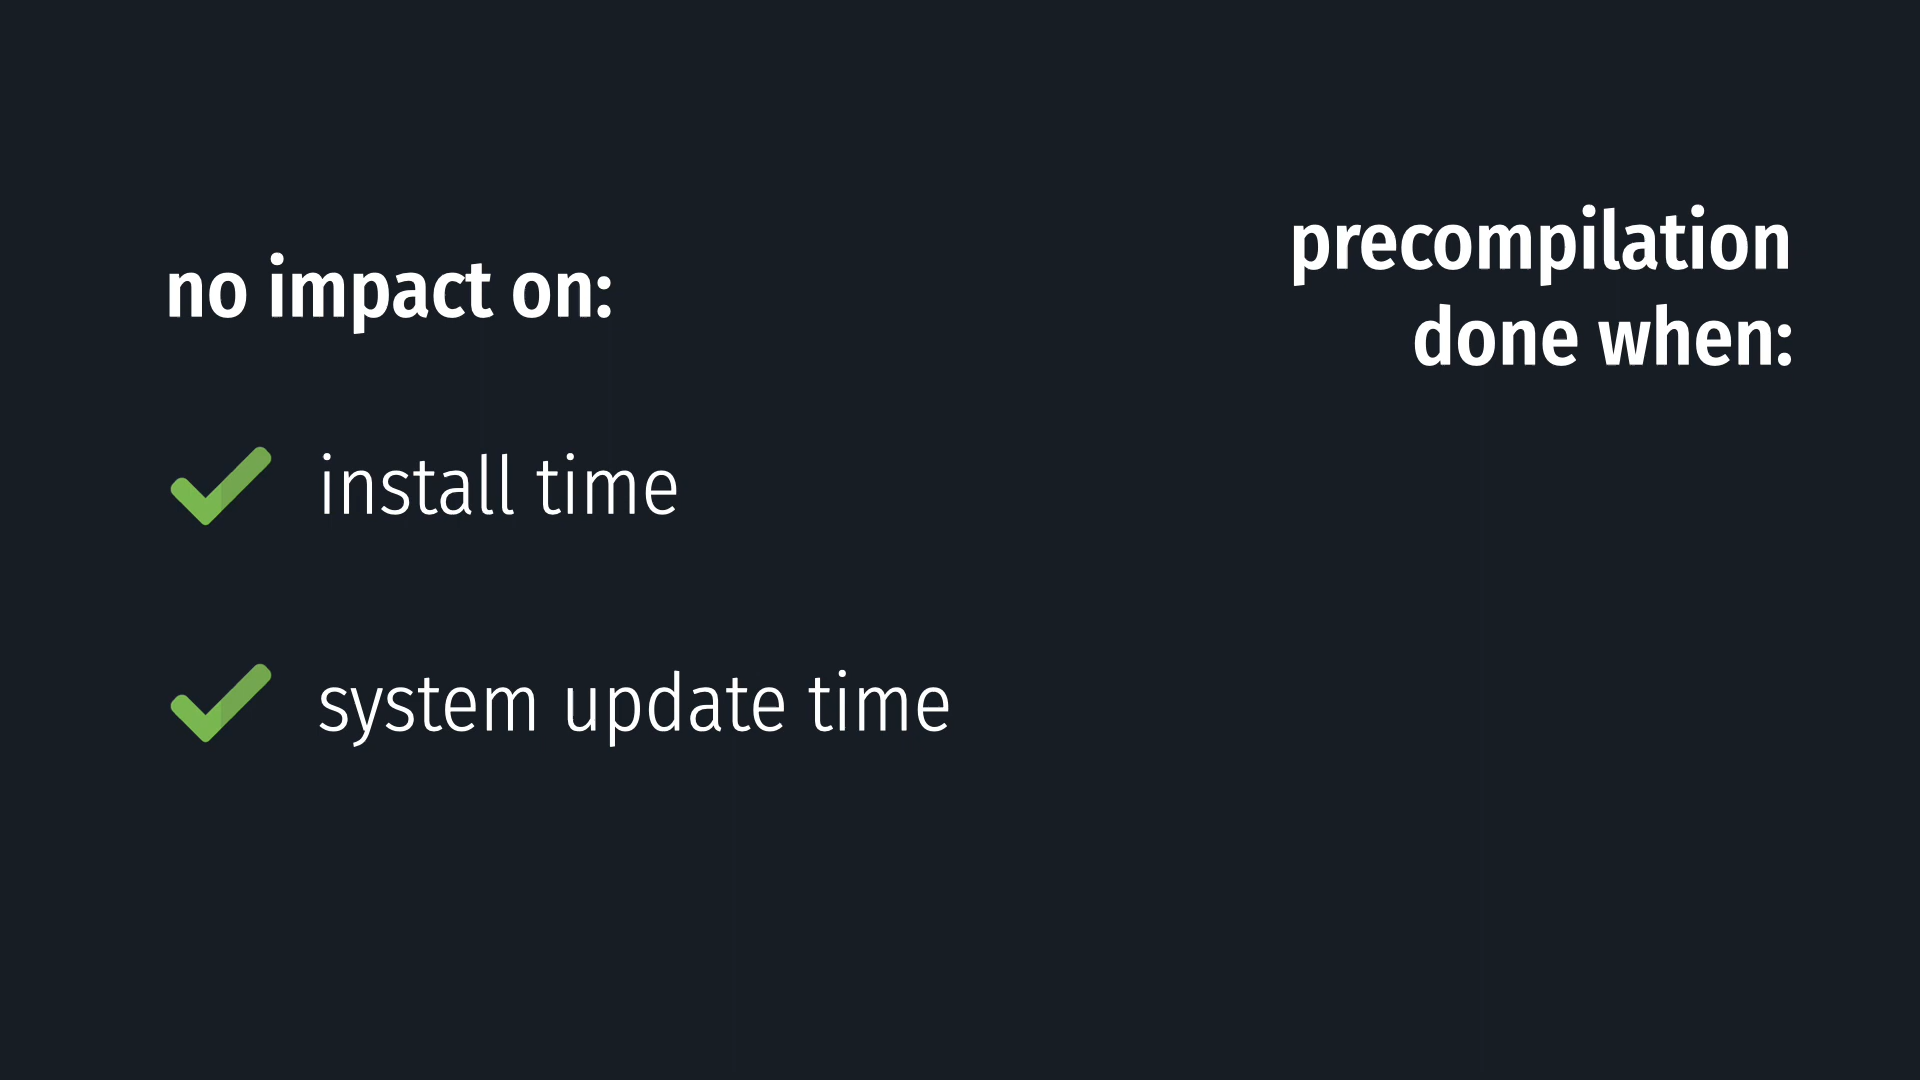 no impact on:
install time
system update time
precompilation
done when: